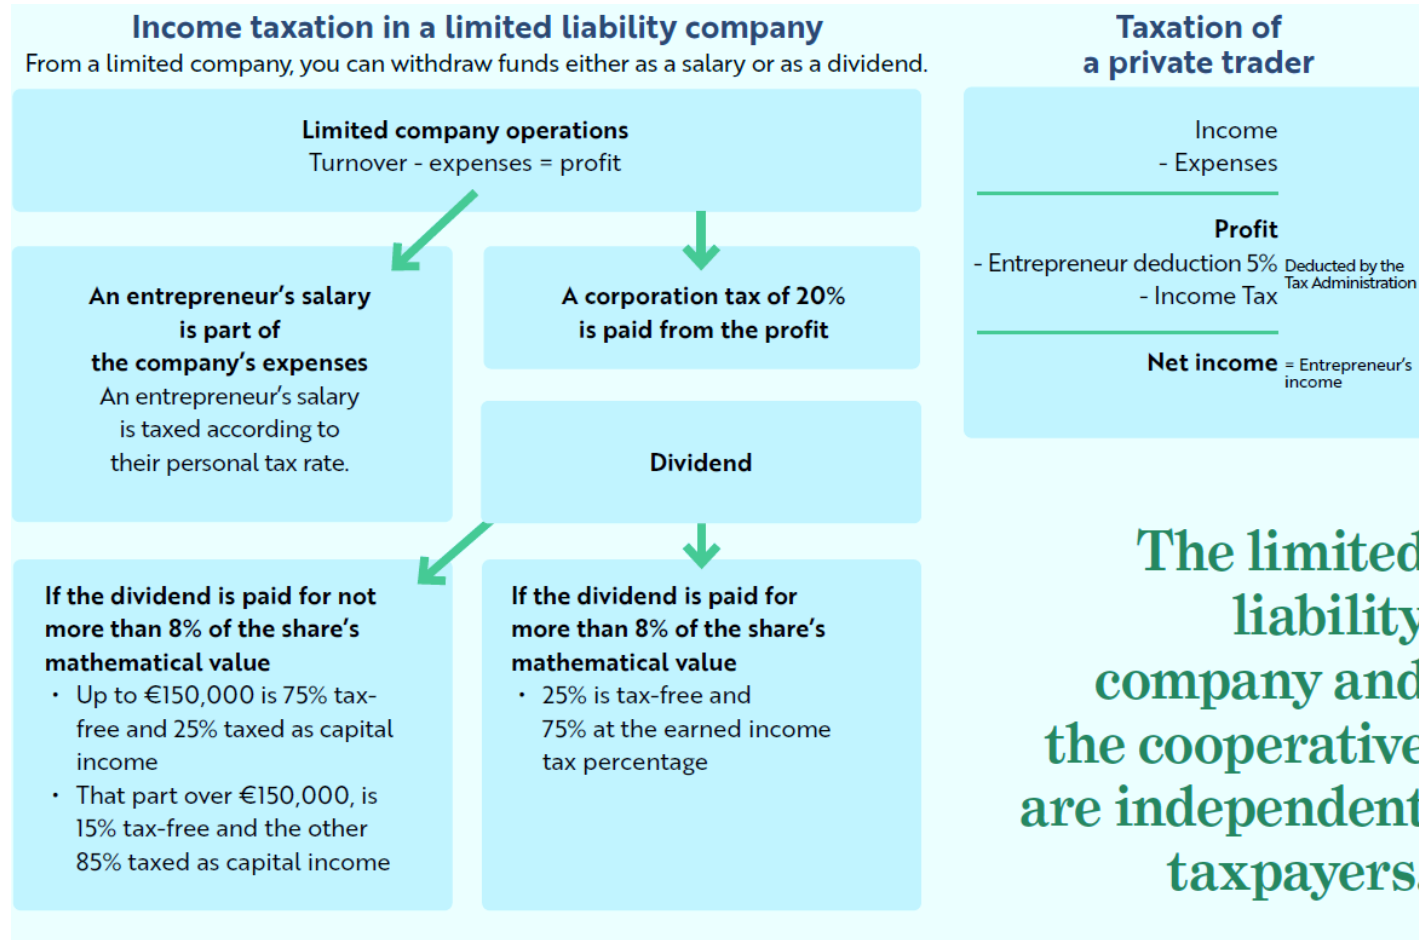 Income taxation in a limited liability company
From a limited company, you can withdraw funds either as a salary or as a dividend.
Limited company operations
Turnover - expenses = profit
An entrepreneur's salary
is part of
the company's expenses
An entrepreneur's salary
is taxed according to
their personal tax rate.
A corporation tax of 20%
is paid from the profit
Dividend
If the dividend is paid for not
more than 8% of the share's
mathematical value
• Up to €150,000 is 75% tax-
free and 25% taxed as capital
income
• That part over €150,000, is
15% tax-free and the other
85% taxed as capital income
If the dividend is paid for
more than 8% of the share's
mathematical value
• 25% is tax-free and
75% at the earned income
tax percentage
Taxation of
a private trader
Income
- Expenses
Profit
- Entrepreneur deduction 5%
- Income Tax
Deducted by the
Tax Administration
Net income
= Entrepreneur's
income
The limited
liability
company and
the cooperative
are independent
taxpayers.